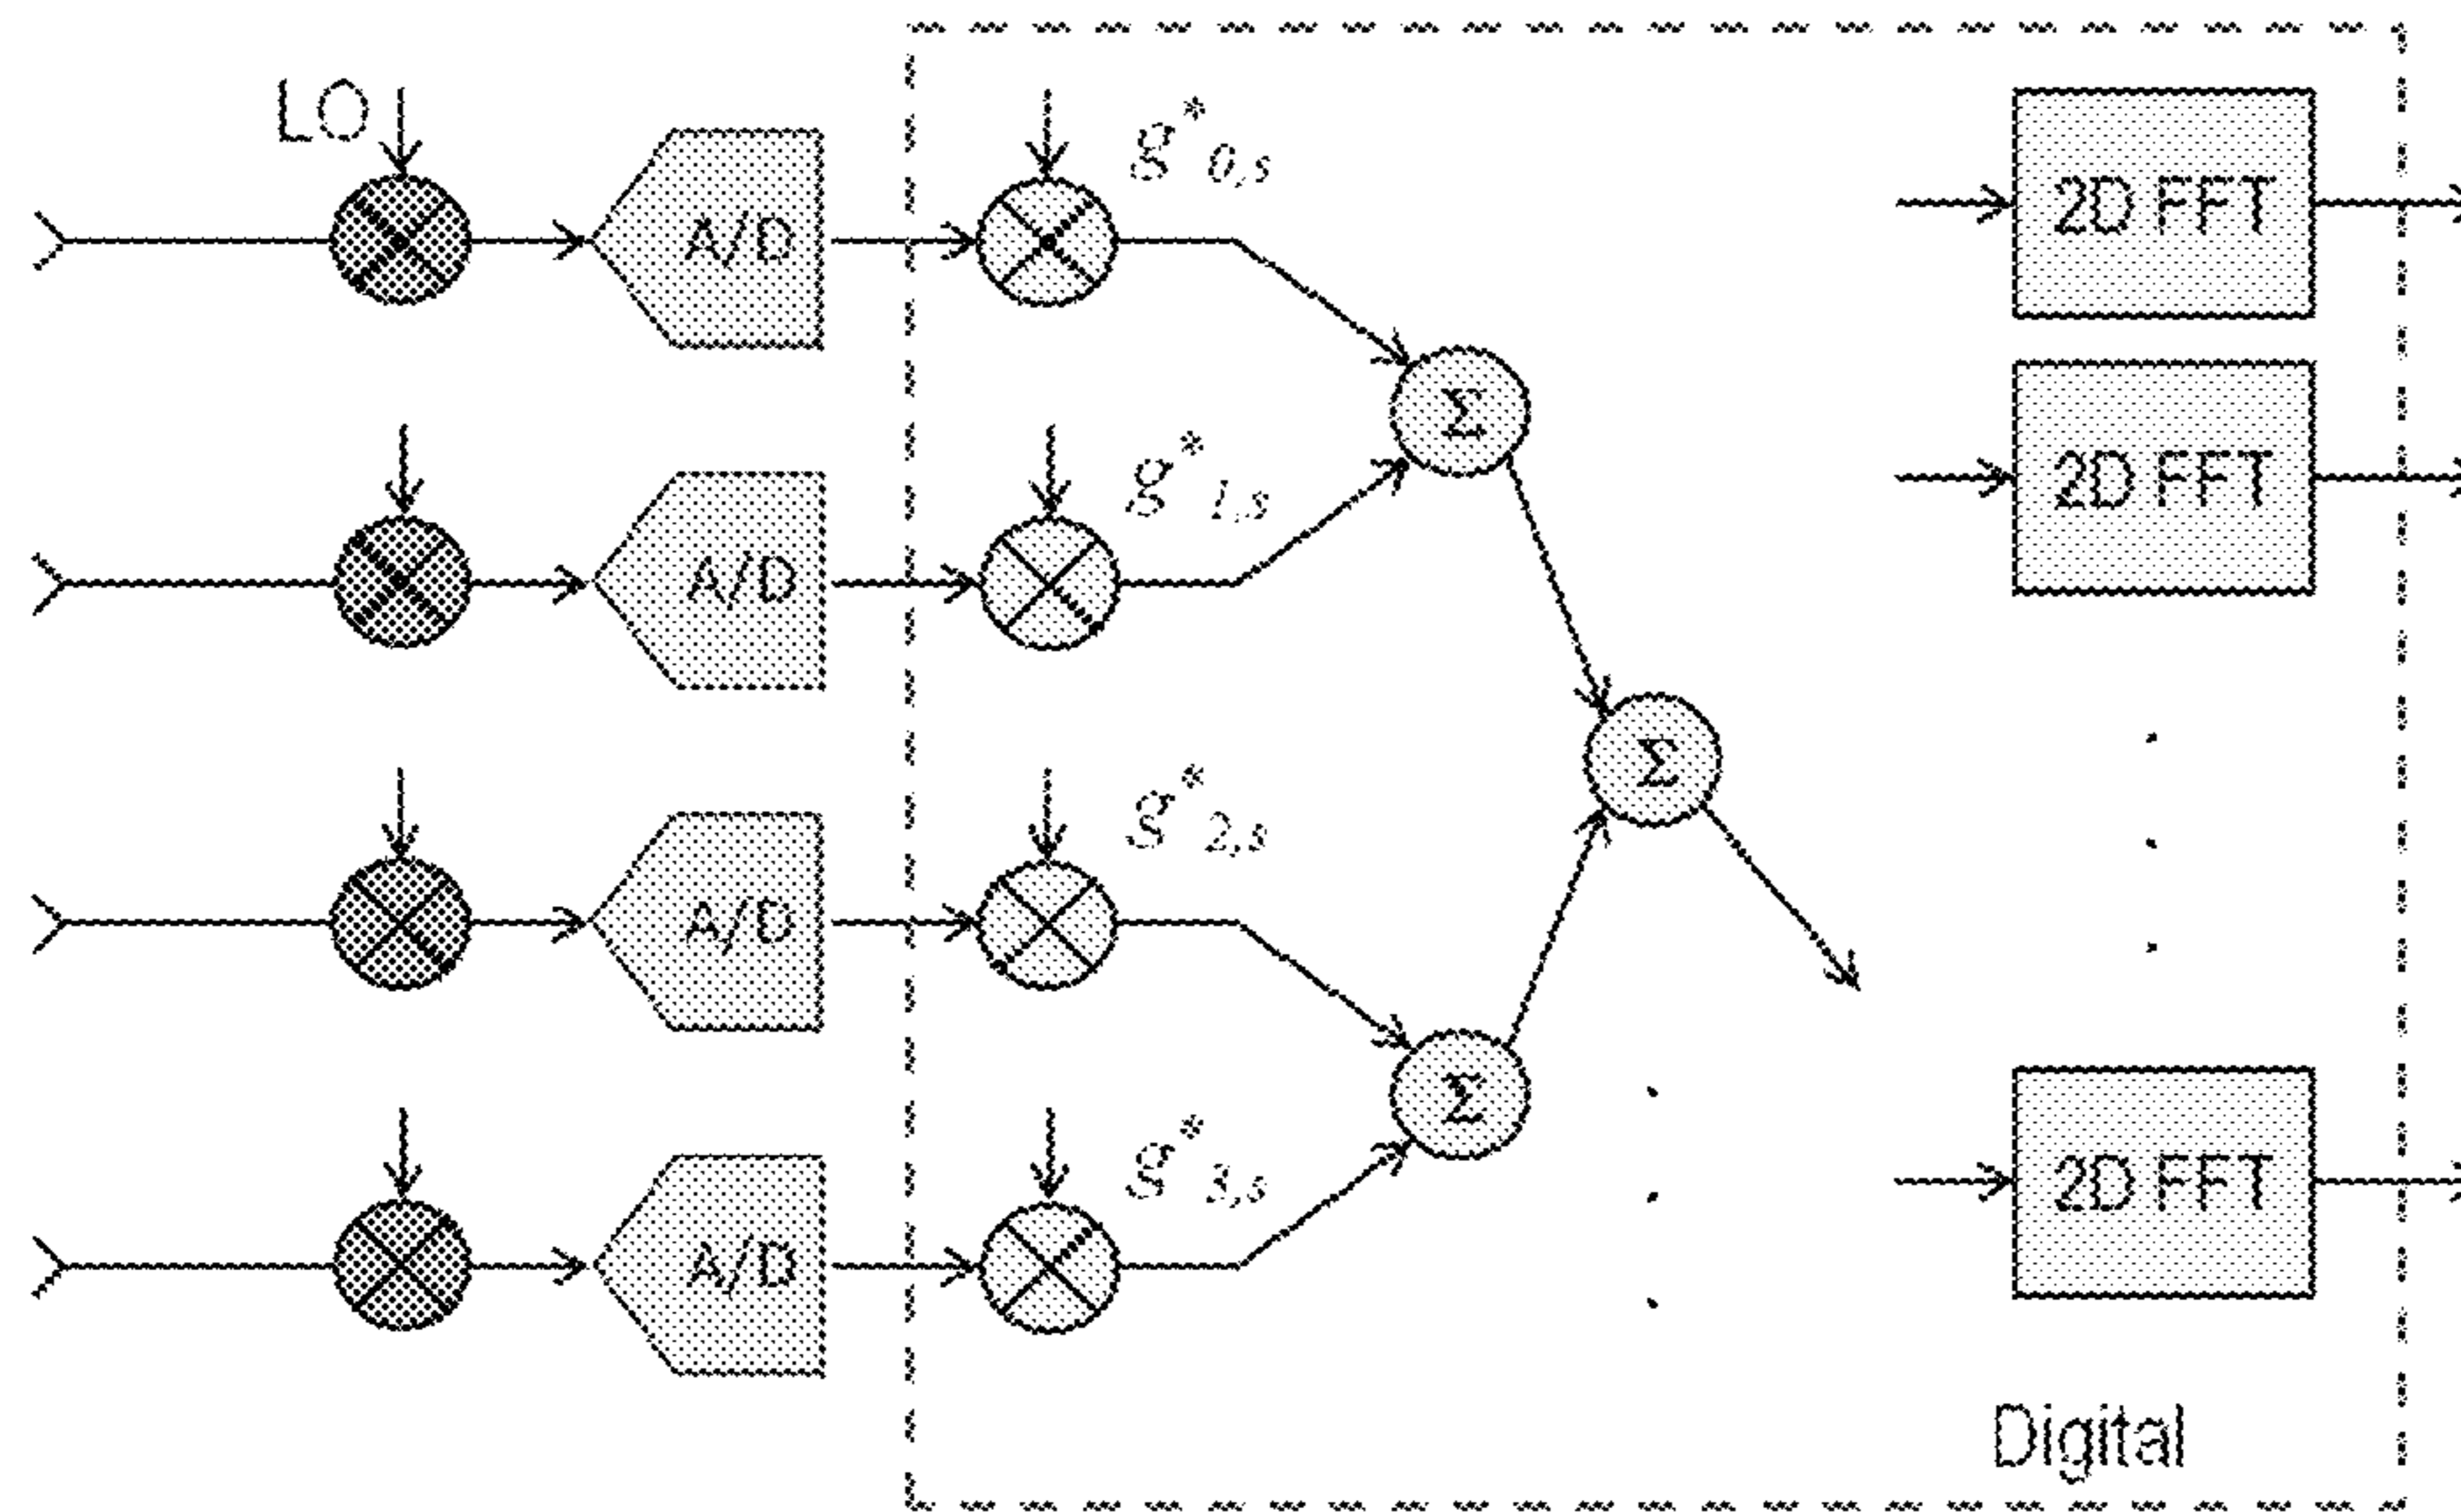 LO
A/D
g*0,s
2D FFT
Σ
A/D
g*1,s
2D FFT
Σ
A/D
g*2,s
Σ
A/D
g*3,s
2D FFT
Digital